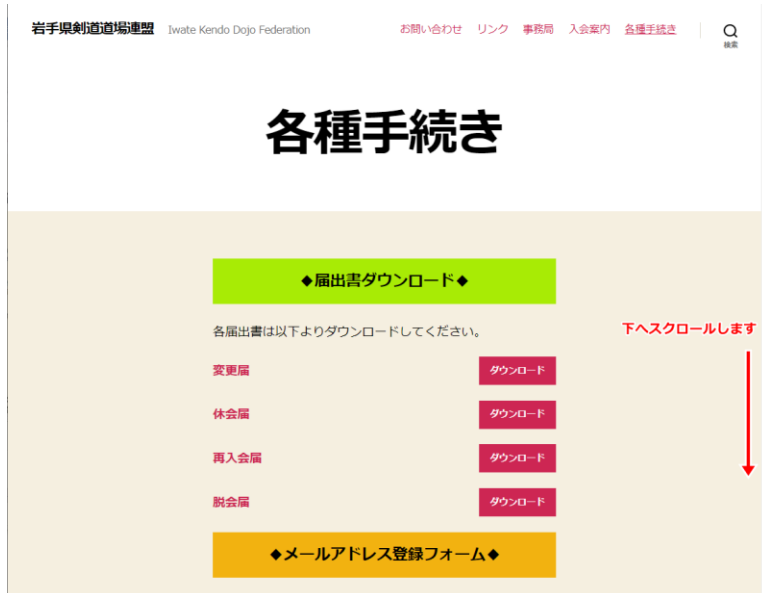 岩手県剣道道場連盟 Iwate Kendo Dojo Federation お問い合わせ リンク 事務局 入会案内 各種手続き
検索
各種手続き
◆届出書ダウンロード◆
各届出書は以下よりダウンロードしてください。
下へスクロールします
変更届 ダウンロード
休会届 ダウンロード
再入会届 ダウンロード
脱会届 ダウンロード
◆メールアドレス登録フォーム◆